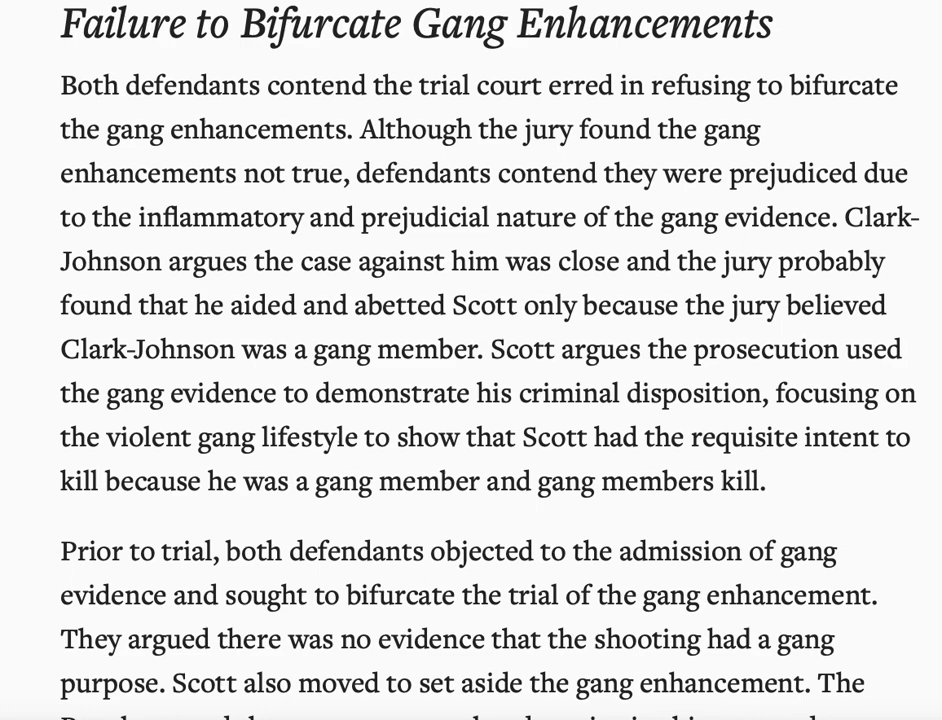 Failure to Bifurcate Gang Enhancements
Both defendants contend the trial court erred in refusing to bifurcate
the gang enhancements. Although the jury found the gang
enhancements not true, defendants contend they were prejudiced due
to the inflammatory and prejudicial nature of the gang evidence. Clark-
Johnson argues the case against him was close and the jury probably
found that he aided and abetted Scott only because the jury believed
Clark-Johnson was a gang member. Scott argues the prosecution used
the gang evidence to demonstrate his criminal disposition, focusing on
the violent gang lifestyle to show that Scott had the requisite intent to
kill because he was a gang member and gang members kill.
Prior to trial, both defendants objected to the admission of gang
evidence and sought to bifurcate the trial of the gang enhancement.
They argued there was no evidence that the shooting had a gang
purpose. Scott also moved to set aside the gang enhancement. The